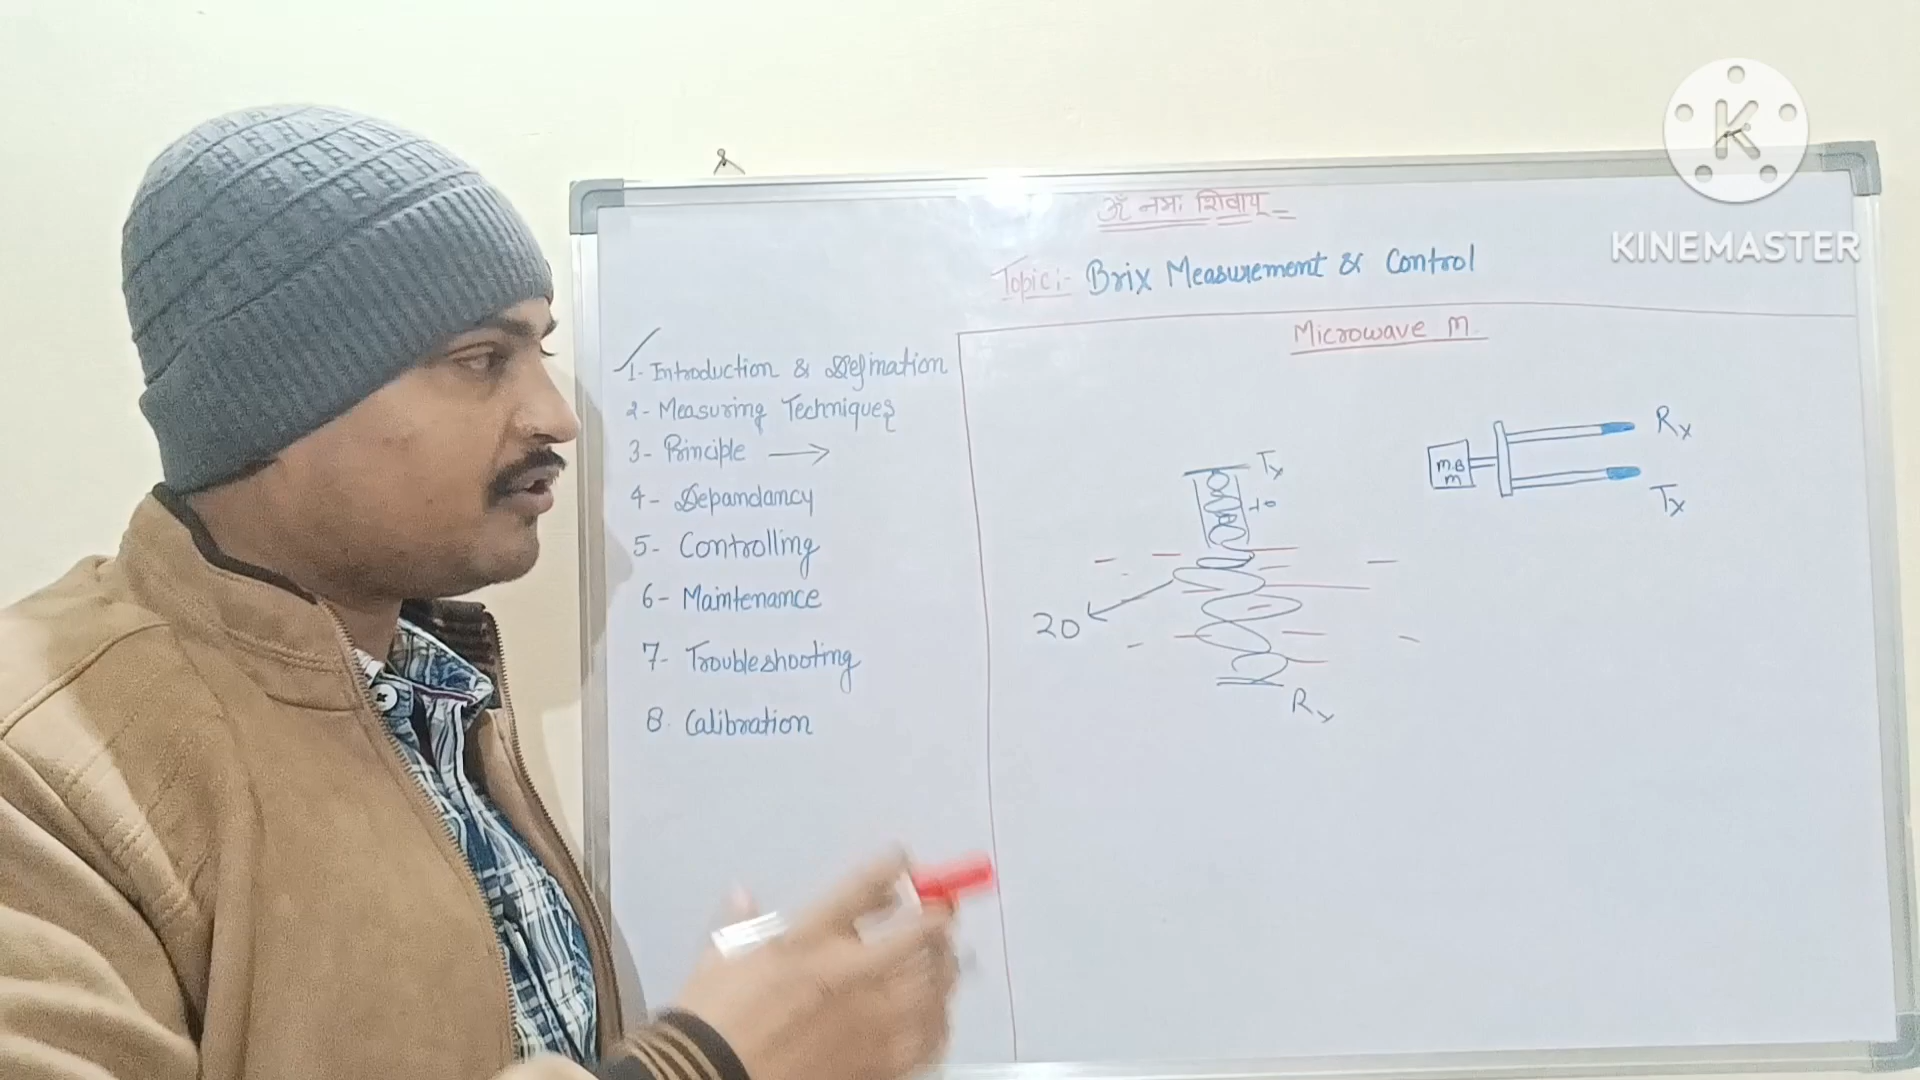 ॐ नमः शिवाय
Topic:- Brix Measurement & Control
K
KINEMASTER
1- Introduction & Defination
2- Measuring Techniques
3- Principle →
4- Depandancy
5- Controlling
6- Maintenance
7- Troubleshooting
8. Calibration
Microwave M.
Tx
10
20
Rx
M.B
M
Rx
Tx